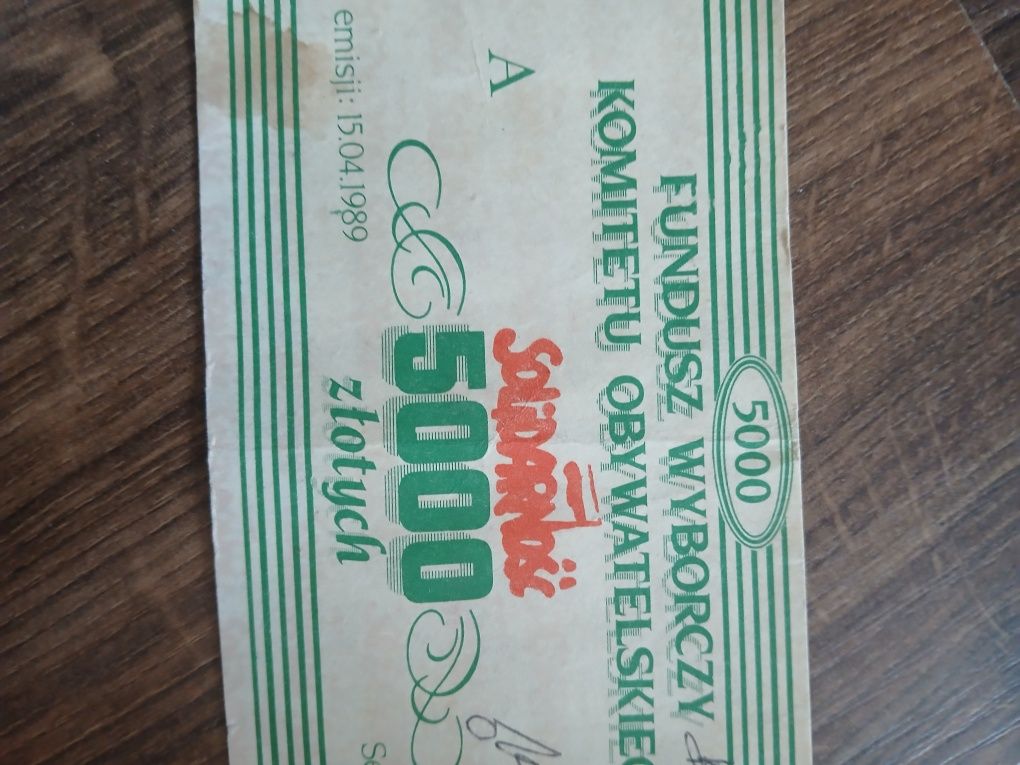 5000
FUNDUSZ WYBORCZY
KOMITETU OBYWATELSKIEG
A
SOLIDARNOŚĆ
5000
złotych
emisji: 15.04.1989